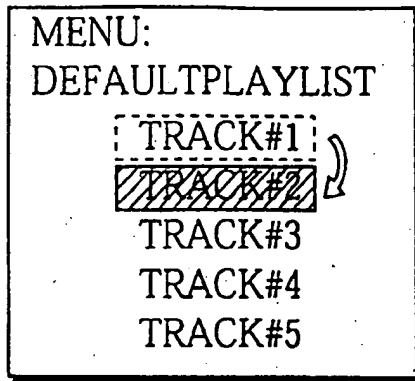 MENU:
DEFAULTPLAYLIST
TRACK#1
TRACK#2
TRACK#3
TRACK#4
TRACK#5